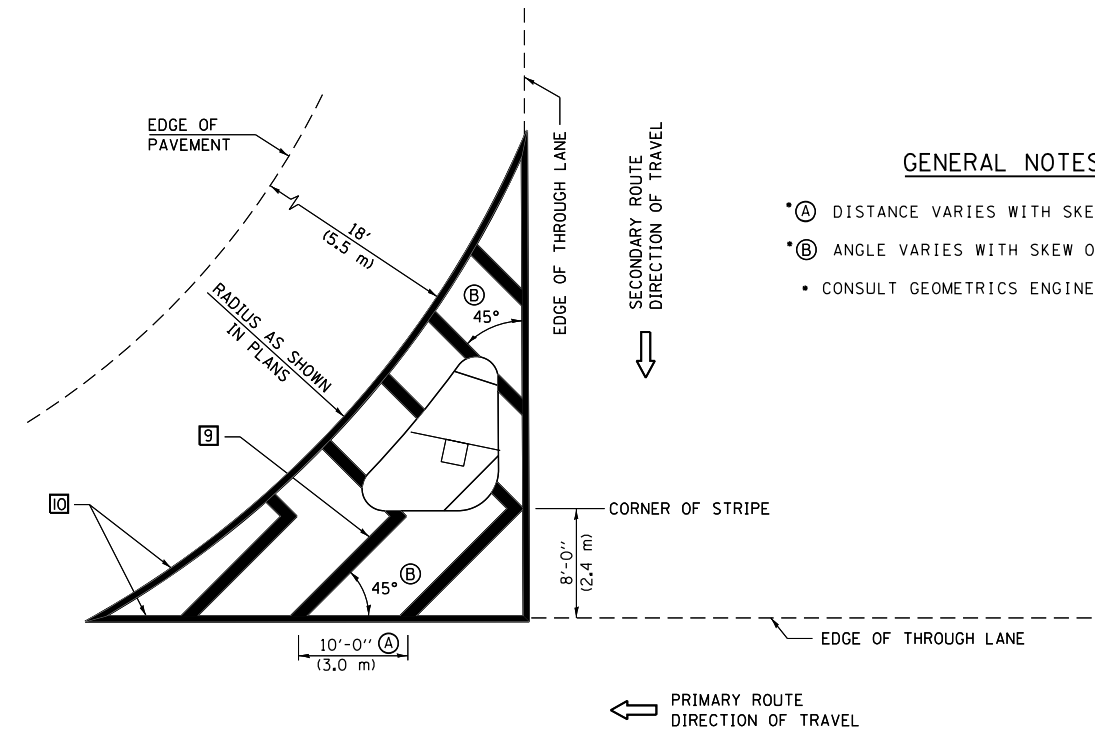 EDGE OF
PAVEMENT
18'
(5.5 m)
RADIUS AS SHOWN
IN PLANS
EDGE OF THROUGH LANE
SECONDARY ROUTE
DIRECTION OF TRAVEL
GENERAL NOTES
*Ⓐ DISTANCE VARIES WITH SKE
*Ⓑ ANGLE VARIES WITH SKEW O
* CONSULT GEOMETRICS ENGINE
Ⓑ
45°
9
10
CORNER OF STRIPE
8'-0''
(2.4 m)
45° Ⓑ
10'-0'' Ⓐ
(3.0 m)
EDGE OF THROUGH LANE
PRIMARY ROUTE
DIRECTION OF TRAVEL